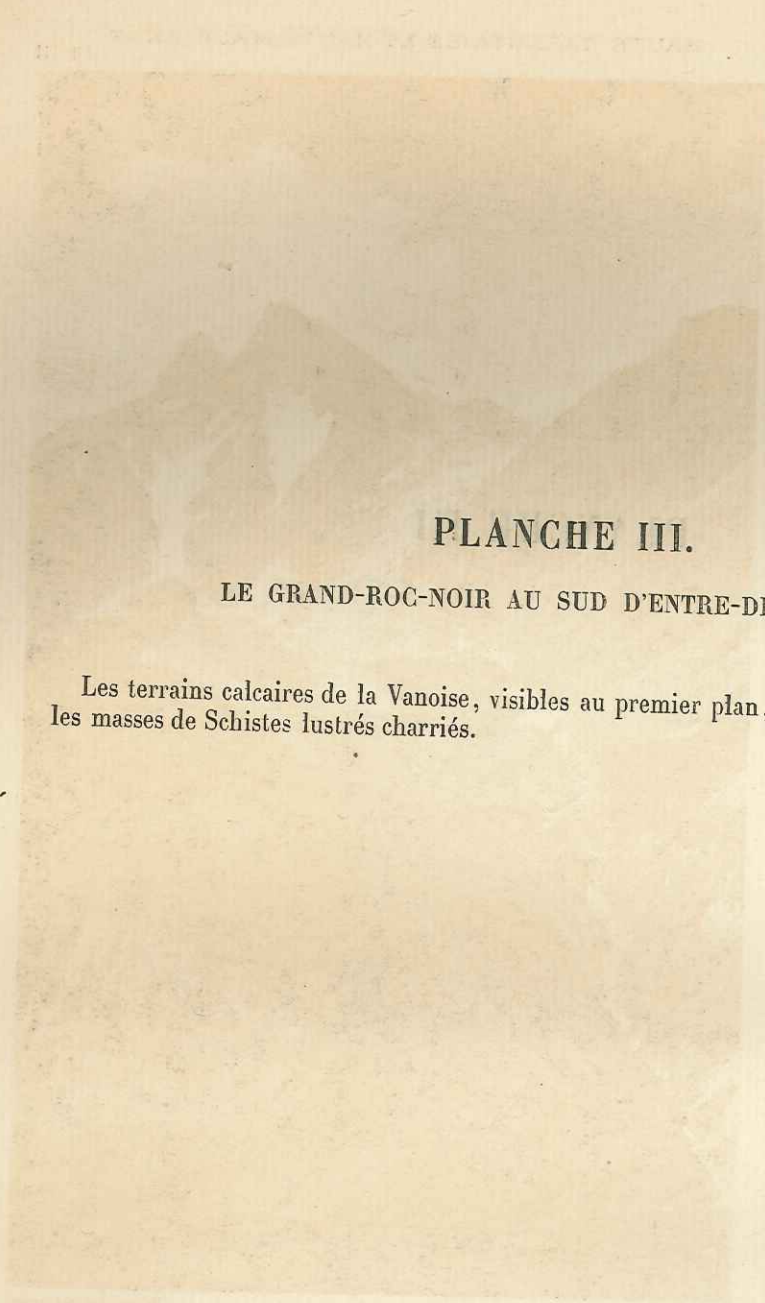 PLANCHE III.
LE GRAND-ROC-NOIR AU SUD D'ENTRE-DE
Les terrains calcaires de la Vanoise, visibles au premier plan
les masses de Schistes lustrés charriés.